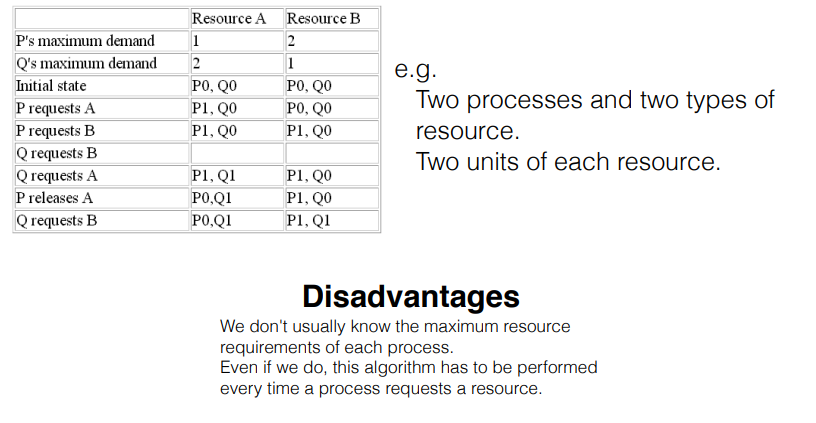 Resource A Resource B
P's maximum demand 1 2
Q's maximum demand 2 1
Initial state P0, Q0 P0, Q0
P requests A P1, Q0 P0, Q0
P requests B P1, Q0 P1, Q0
Q requests B
Q requests A P1, Q1 P1, Q0
P releases A P0,Q1 P1, Q0
Q requests B P0,Q1 P1, Q1
e.g.
Two processes and two types of
resource.
Two units of each resource.
Disadvantages
We don't usually know the maximum resource
requirements of each process.
Even if we do, this algorithm has to be performed
every time a process requests a resource.